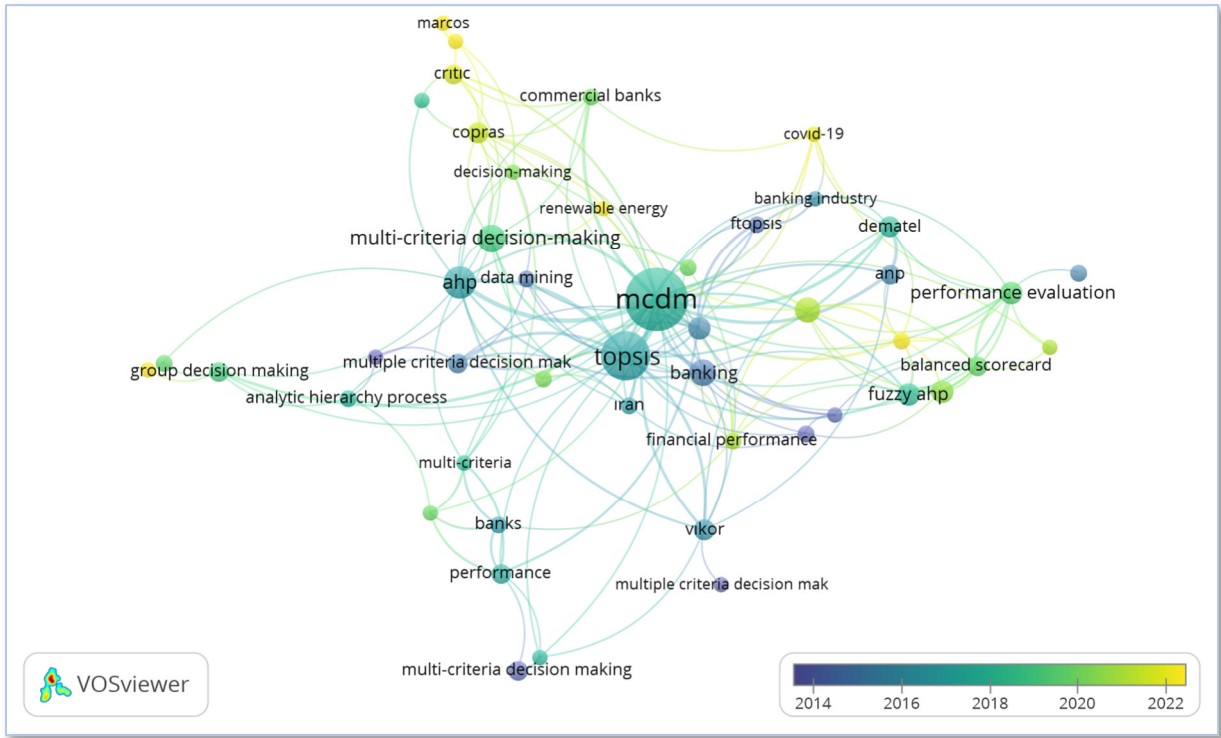 marcos
critic
commercial banks
copras
covid-19
decision-making
banking industry
renewable energy
ftopsis
dematel
multi-criteria decision-making
ahp
data mining
anp
mcdm
performance evaluation
topsis
multiple criteria decision mak
group decision making
banking
balanced scorecard
analytic hierarchy process
iran
fuzzy ahp
financial performance
multi-criteria
banks
vikor
performance
multiple criteria decision mak
multi-criteria decision making
VOSviewer
2014 2016 2018 2020 2022